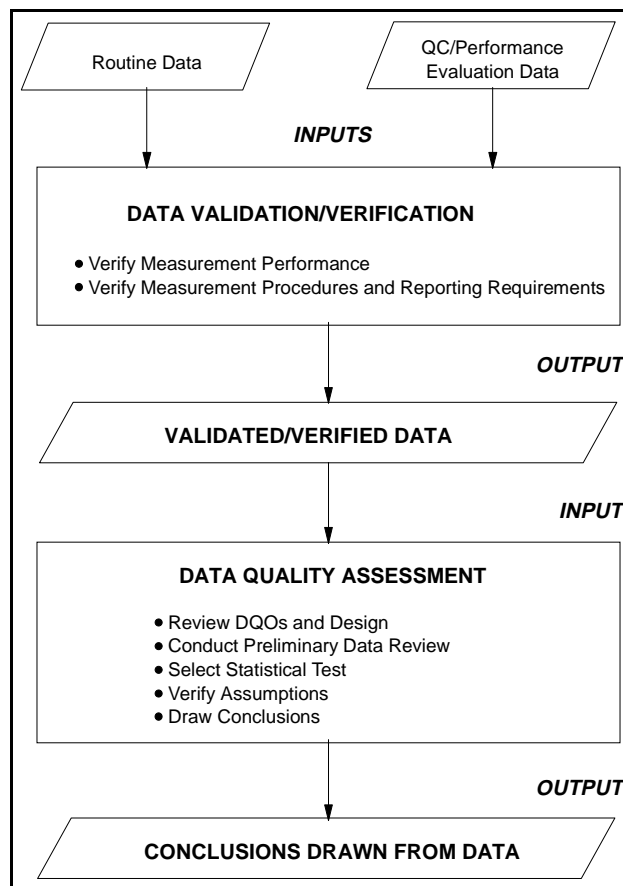 Routine Data
QC/Performance
Evaluation Data
INPUTS
DATA VALIDATION/VERIFICATION
● Verify Measurement Performance
● Verify Measurement Procedures and Reporting Requirements
OUTPUT
VALIDATED/VERIFIED DATA
INPUT
DATA QUALITY ASSESSMENT
● Review DQOs and Design
● Conduct Preliminary Data Review
● Select Statistical Test
● Verify Assumptions
● Draw Conclusions
OUTPUT
CONCLUSIONS DRAWN FROM DATA